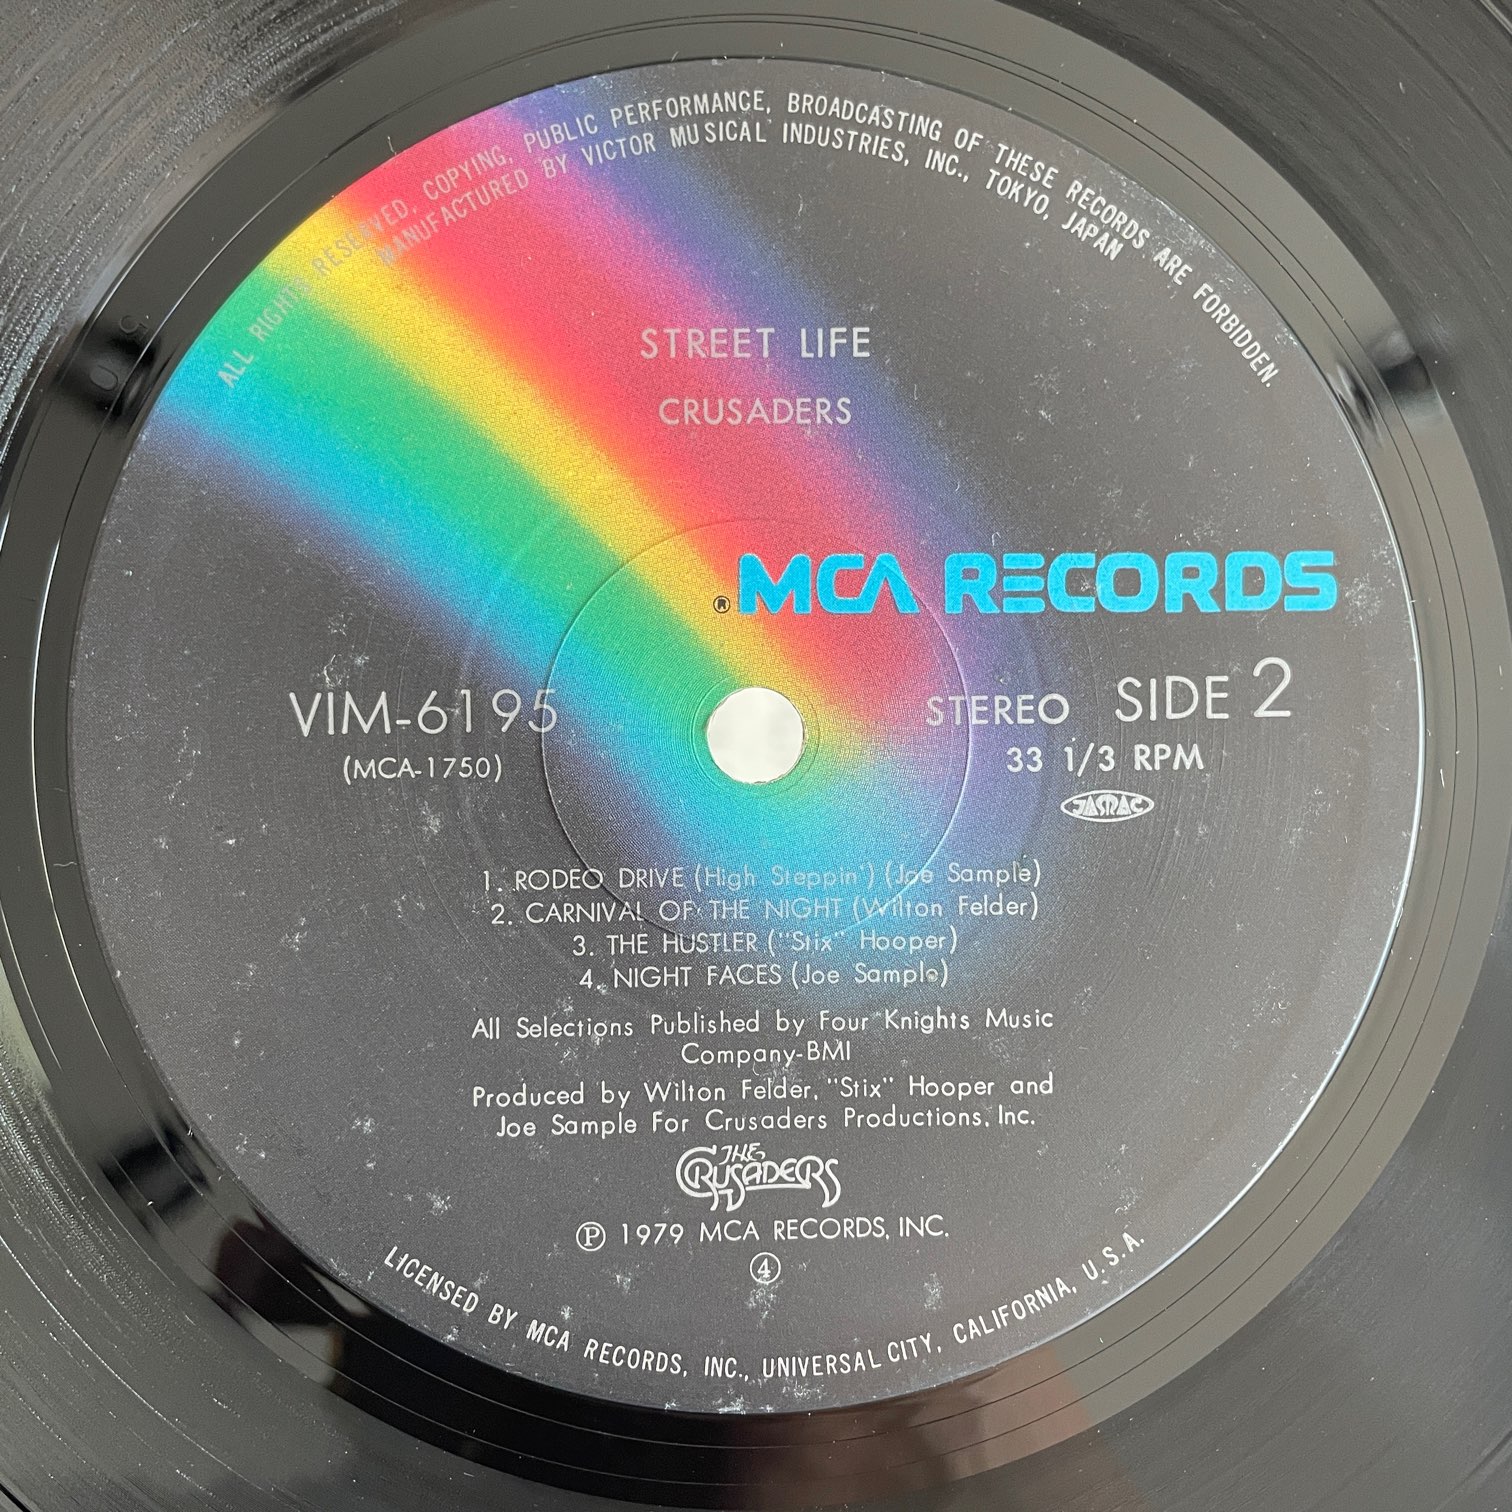 ALL RIGHTS RESERVED, COPYING, PUBLIC PERFORMANCE, BROADCASTING OF THESE RECORDS ARE FORBIDDEN.
MANUFACTURED BY VICTOR MUSICAL INDUSTRIES, INC., TOKYO, JAPAN
STREET LIFE
CRUSADERS
® MCA RECORDS
VIM-6195
(MCA-1750)
STEREO SIDE 2
33 1/3 RPM
JASRAC
1. RODEO DRIVE (High Steppin') (Joe Sample)
2. CARNIVAL OF THE NIGHT (Wilton Felder)
3. THE HUSTLER ("Stix" Hooper)
4. NIGHT FACES (Joe Sample)
All Selections Published by Four Knights Music
Company-BMI
Produced by Wilton Felder, "Stix" Hooper and
Joe Sample For Crusaders Productions, Inc.
THE
CRUSADERS
Ⓟ 1979 MCA RECORDS, INC.
④
LICENSED BY MCA RECORDS, INC., UNIVERSAL CITY, CALIFORNIA, U.S.A.